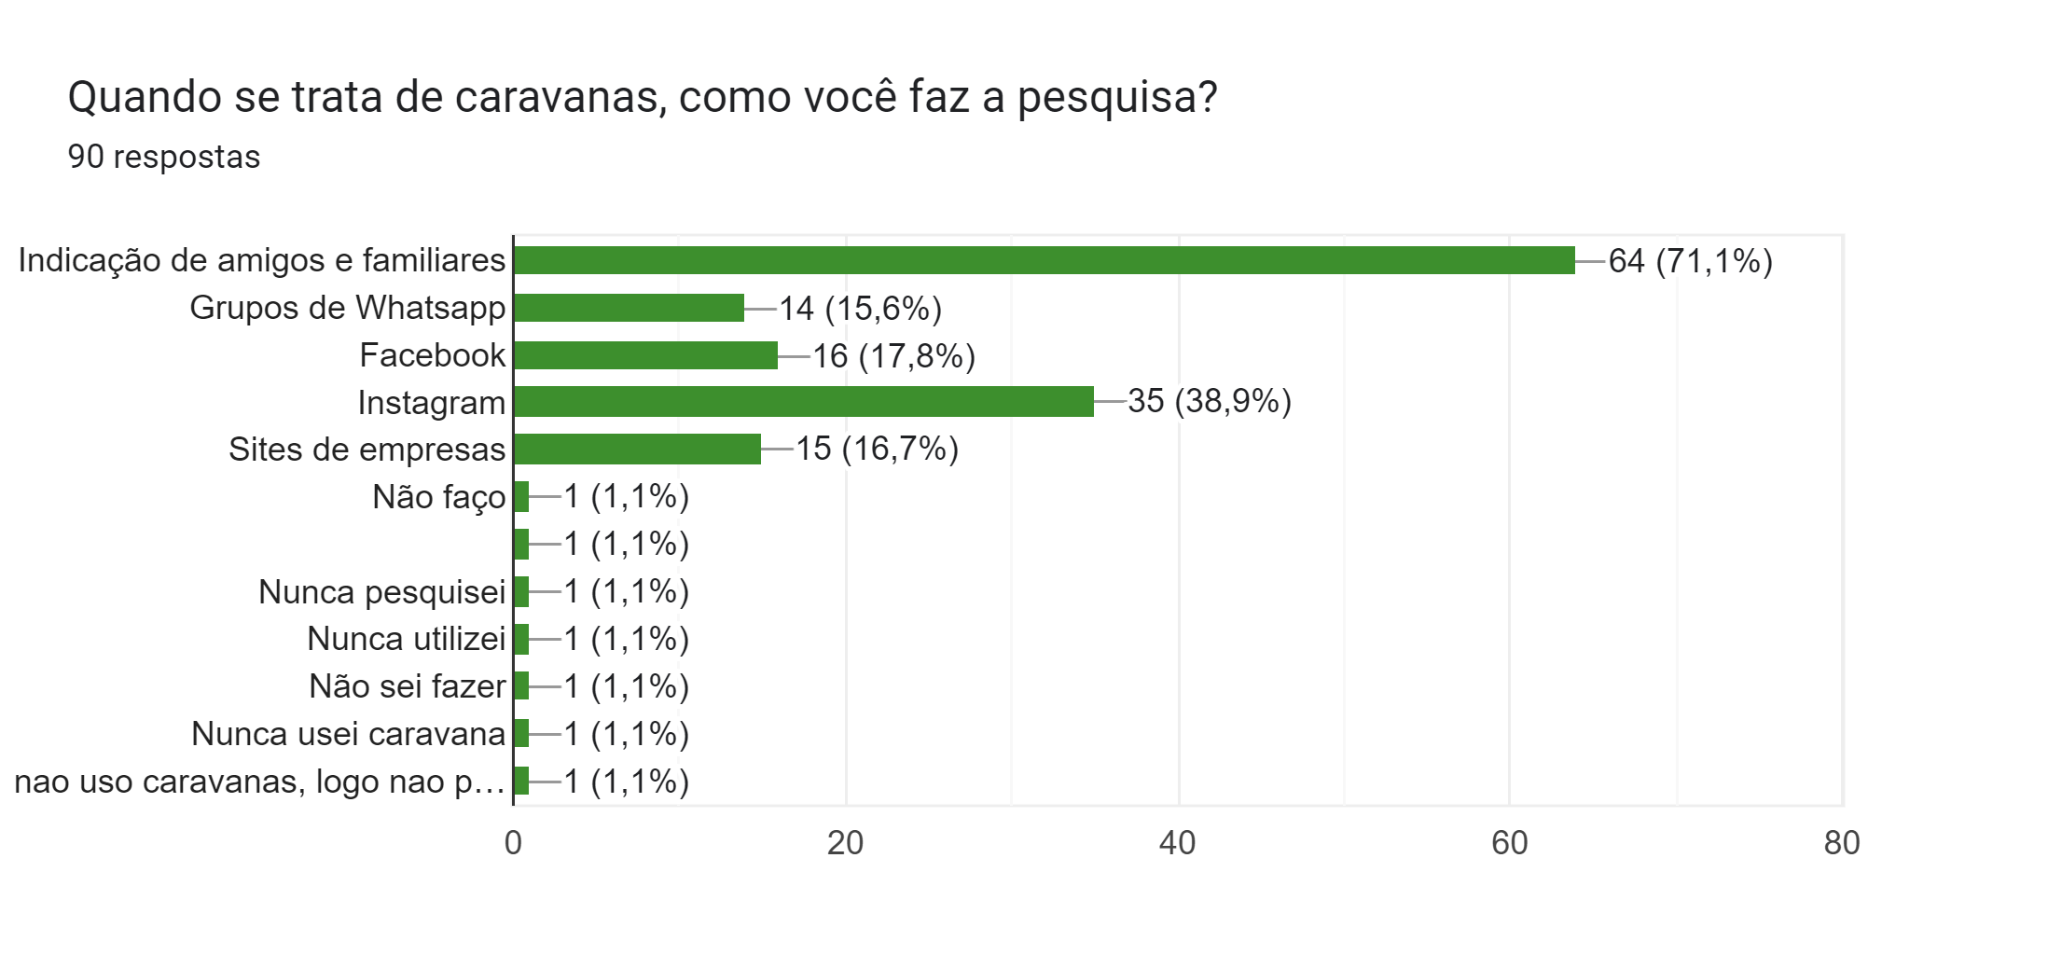 Quando se trata de caravanas, como você faz a pesquisa?
90 respostas
Indicação de amigos e familiares 64 (71,1%)
Grupos de Whatsapp 14 (15,6%)
Facebook 16 (17,8%)
Instagram 35 (38,9%)
Sites de empresas 15 (16,7%)
Não faço 1 (1,1%)
1 (1,1%)
Nunca pesquisei 1 (1,1%)
Nunca utilizei 1 (1,1%)
Não sei fazer 1 (1,1%)
Nunca usei caravana 1 (1,1%)
nao uso caravanas, logo nao p… 1 (1,1%)
0 20 40 60 80